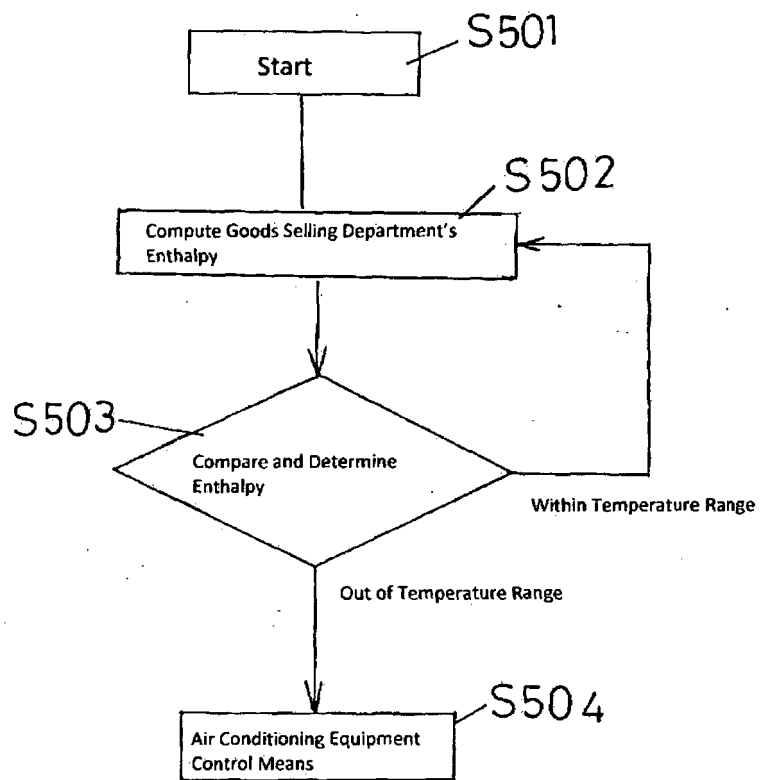 S501
Start
S502
Compute Goods Selling Department's
Enthalpy
S503
Compare and Determine
Enthalpy
Within Temperature Range
Out of Temperature Range
S504
Air Conditioning Equipment
Control Means